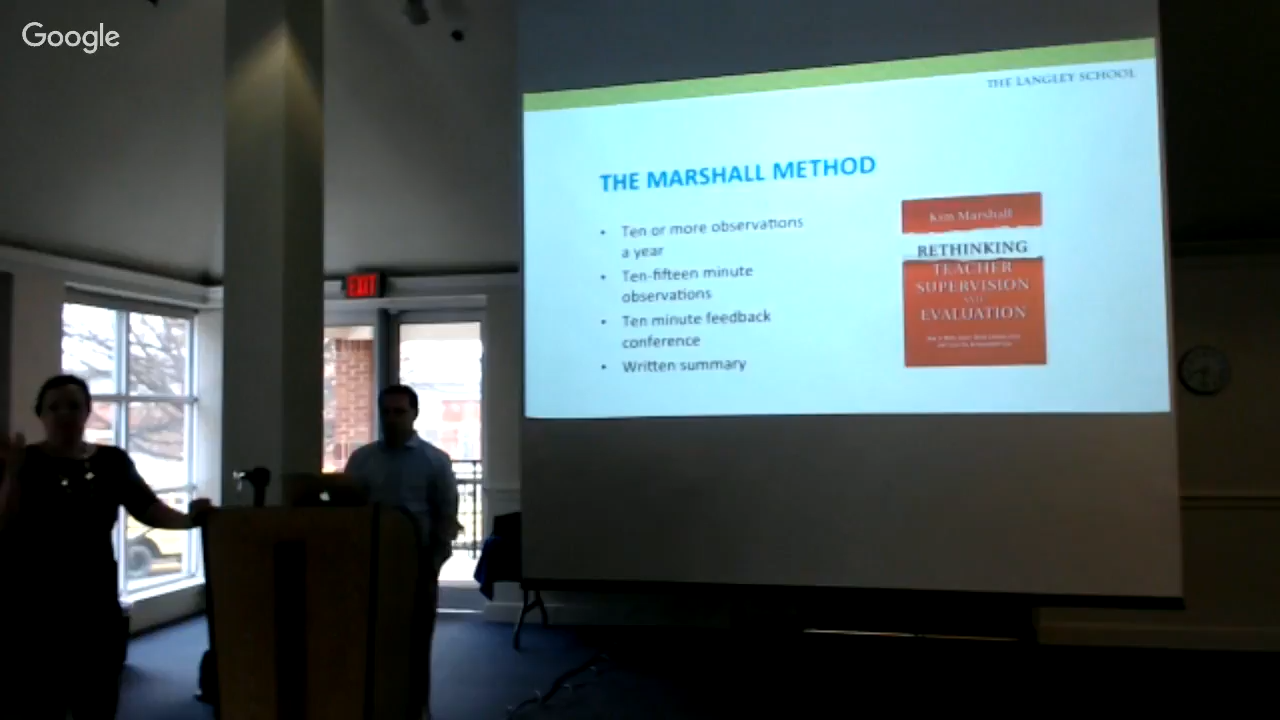 Google
THE LANGLEY SCHOOL
THE MARSHALL METHOD
• Ten or more observations
a year
• Ten-fifteen minute
observations
• Ten minute feedback
conference
• Written summary
Kim Marshall
RETHINKING
TEACHER
SUPERVISION
AND
EVALUATION
EXIT